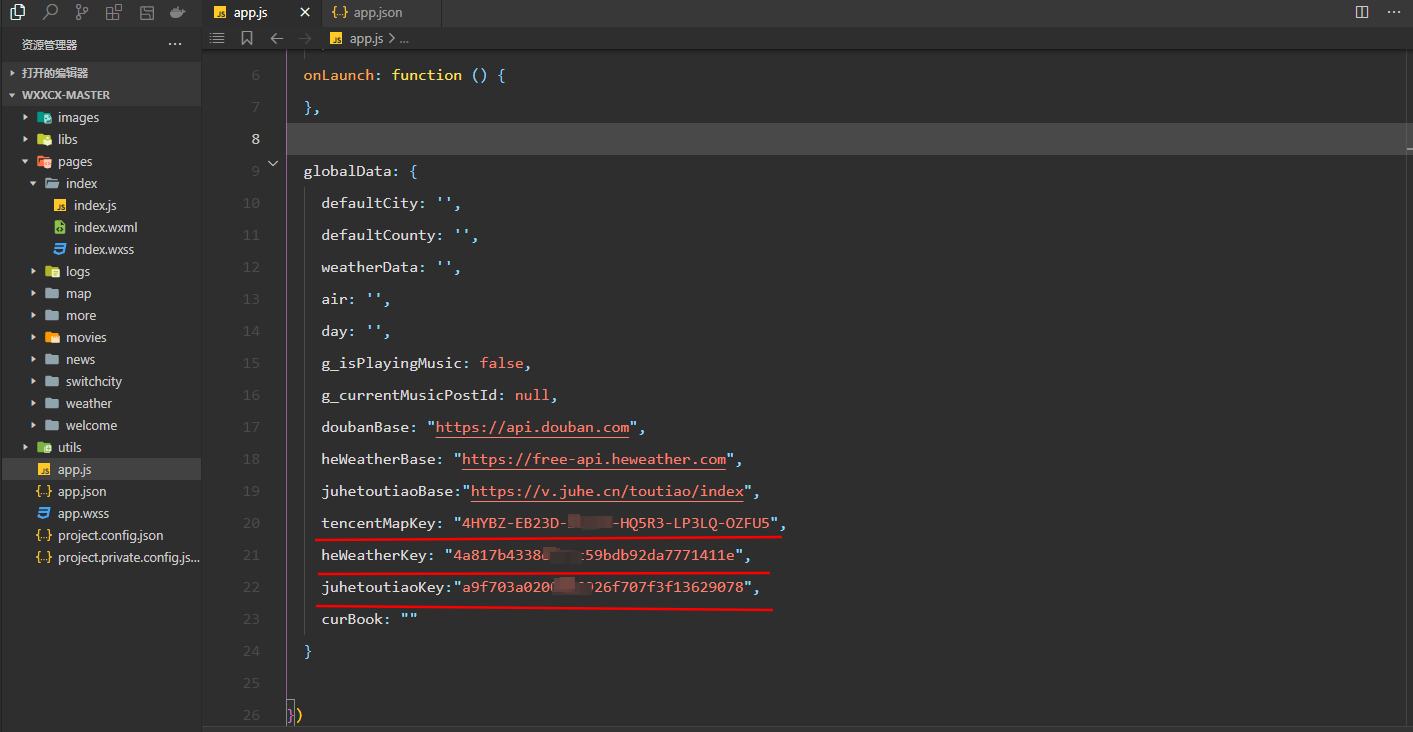 app.js
app.json
资源管理器
app.js > ...
打开的编辑器
WXXCX-MASTER
images
libs
pages
index
index.js
index.wxml
index.wxss
logs
map
more
movies
news
switchcity
weather
welcome
utils
app.js
app.json
app.wxss
project.config.json
project.private.config.js...
6 onLaunch: function () {
7 },
8
9 globalData: {
10 defaultCity: '',
11 defaultCounty: '',
12 weatherData: '',
13 air: '',
14 day: '',
15 g_isPlayingMusic: false,
16 g_currentMusicPostId: null,
17 doubanBase: "https://api.douban.com",
18 heWeatherBase: "https://free-api.heweather.com",
19 juhetoutiaoBase:"https://v.juhe.cn/toutiao/index",
20 tencentMapKey: "4HYBZ-EB23D- -HQ5R3-LP3LQ-OZFU5",
21 heWeatherKey: "4a817b4338 59bdb92da7771411e",
22 juhetoutiaoKey:"a9f703a020 926f707f3f13629078",
23 curBook: ""
24 }
25
26 })